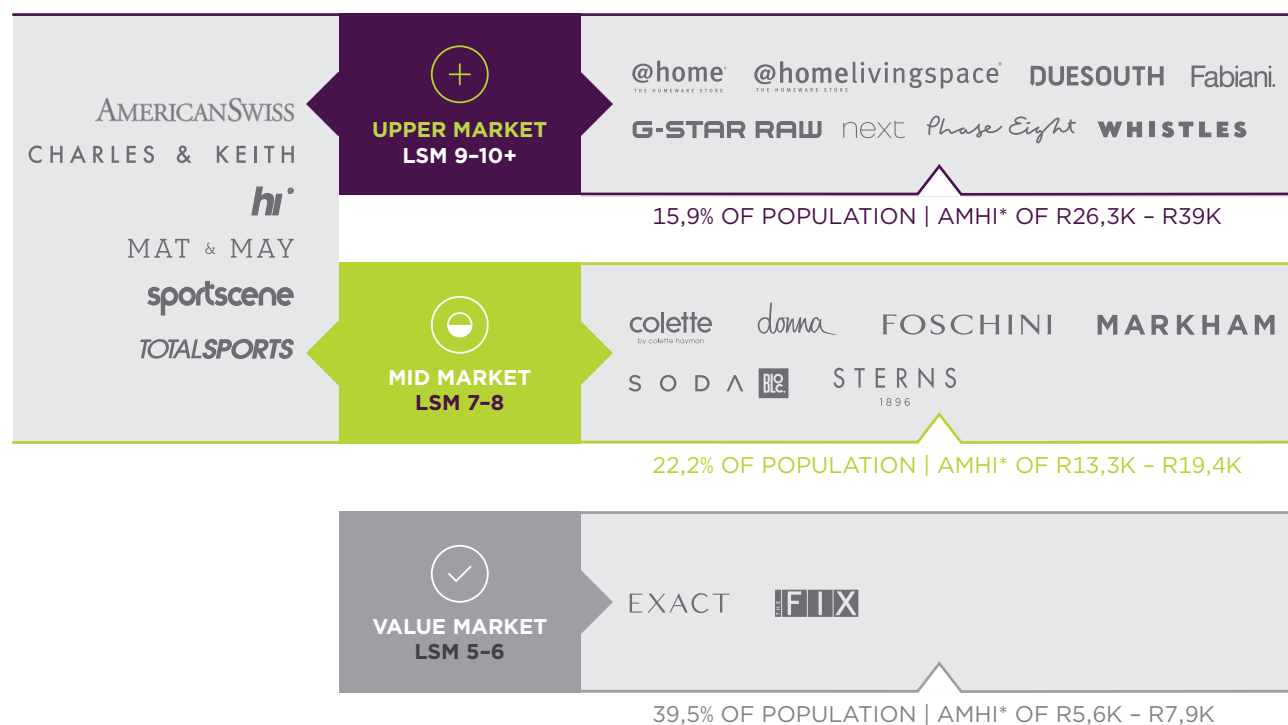 AMERICANSWISS
CHARLES & KEITH
hi
MAT & MAY
sportscene
TOTALSPORTS
UPPER MARKET
LSM 9–10+
@home @homelivingspace® DUESOUTH Fabiani.
THE HOMEWARE STORE THE HOMEWARE STORE
G-STAR RAW next Phase Eight WHISTLES
15,9% OF POPULATION | AMHI* OF R26,3K – R39K
MID MARKET
LSM 7–8
colette donna FOSCHINI MARKHAM
by colette hayman
SODA BLOC. STERNS
1896
22,2% OF POPULATION | AMHI* OF R13,3K – R19,4K
VALUE MARKET
LSM 5–6
EXACT THE FIX
39,5% OF POPULATION | AMHI* OF R5,6K – R7,9K